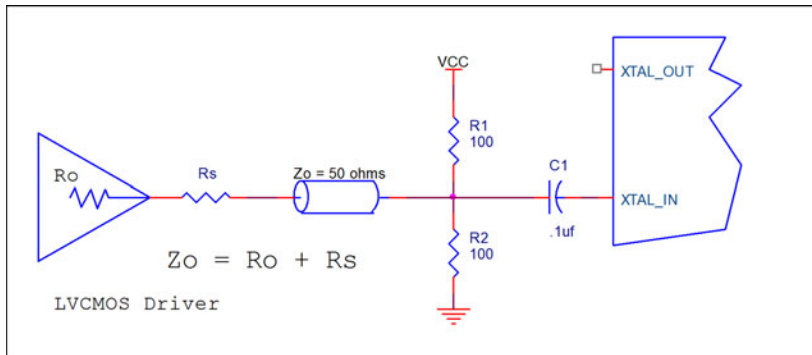 VCC
XTAL_OUT
R1
100
Ro
Rs
Zo = 50 ohms
C1
XTAL_IN
.1uf
R2
100
Zo = Ro + Rs
LVCMOS Driver